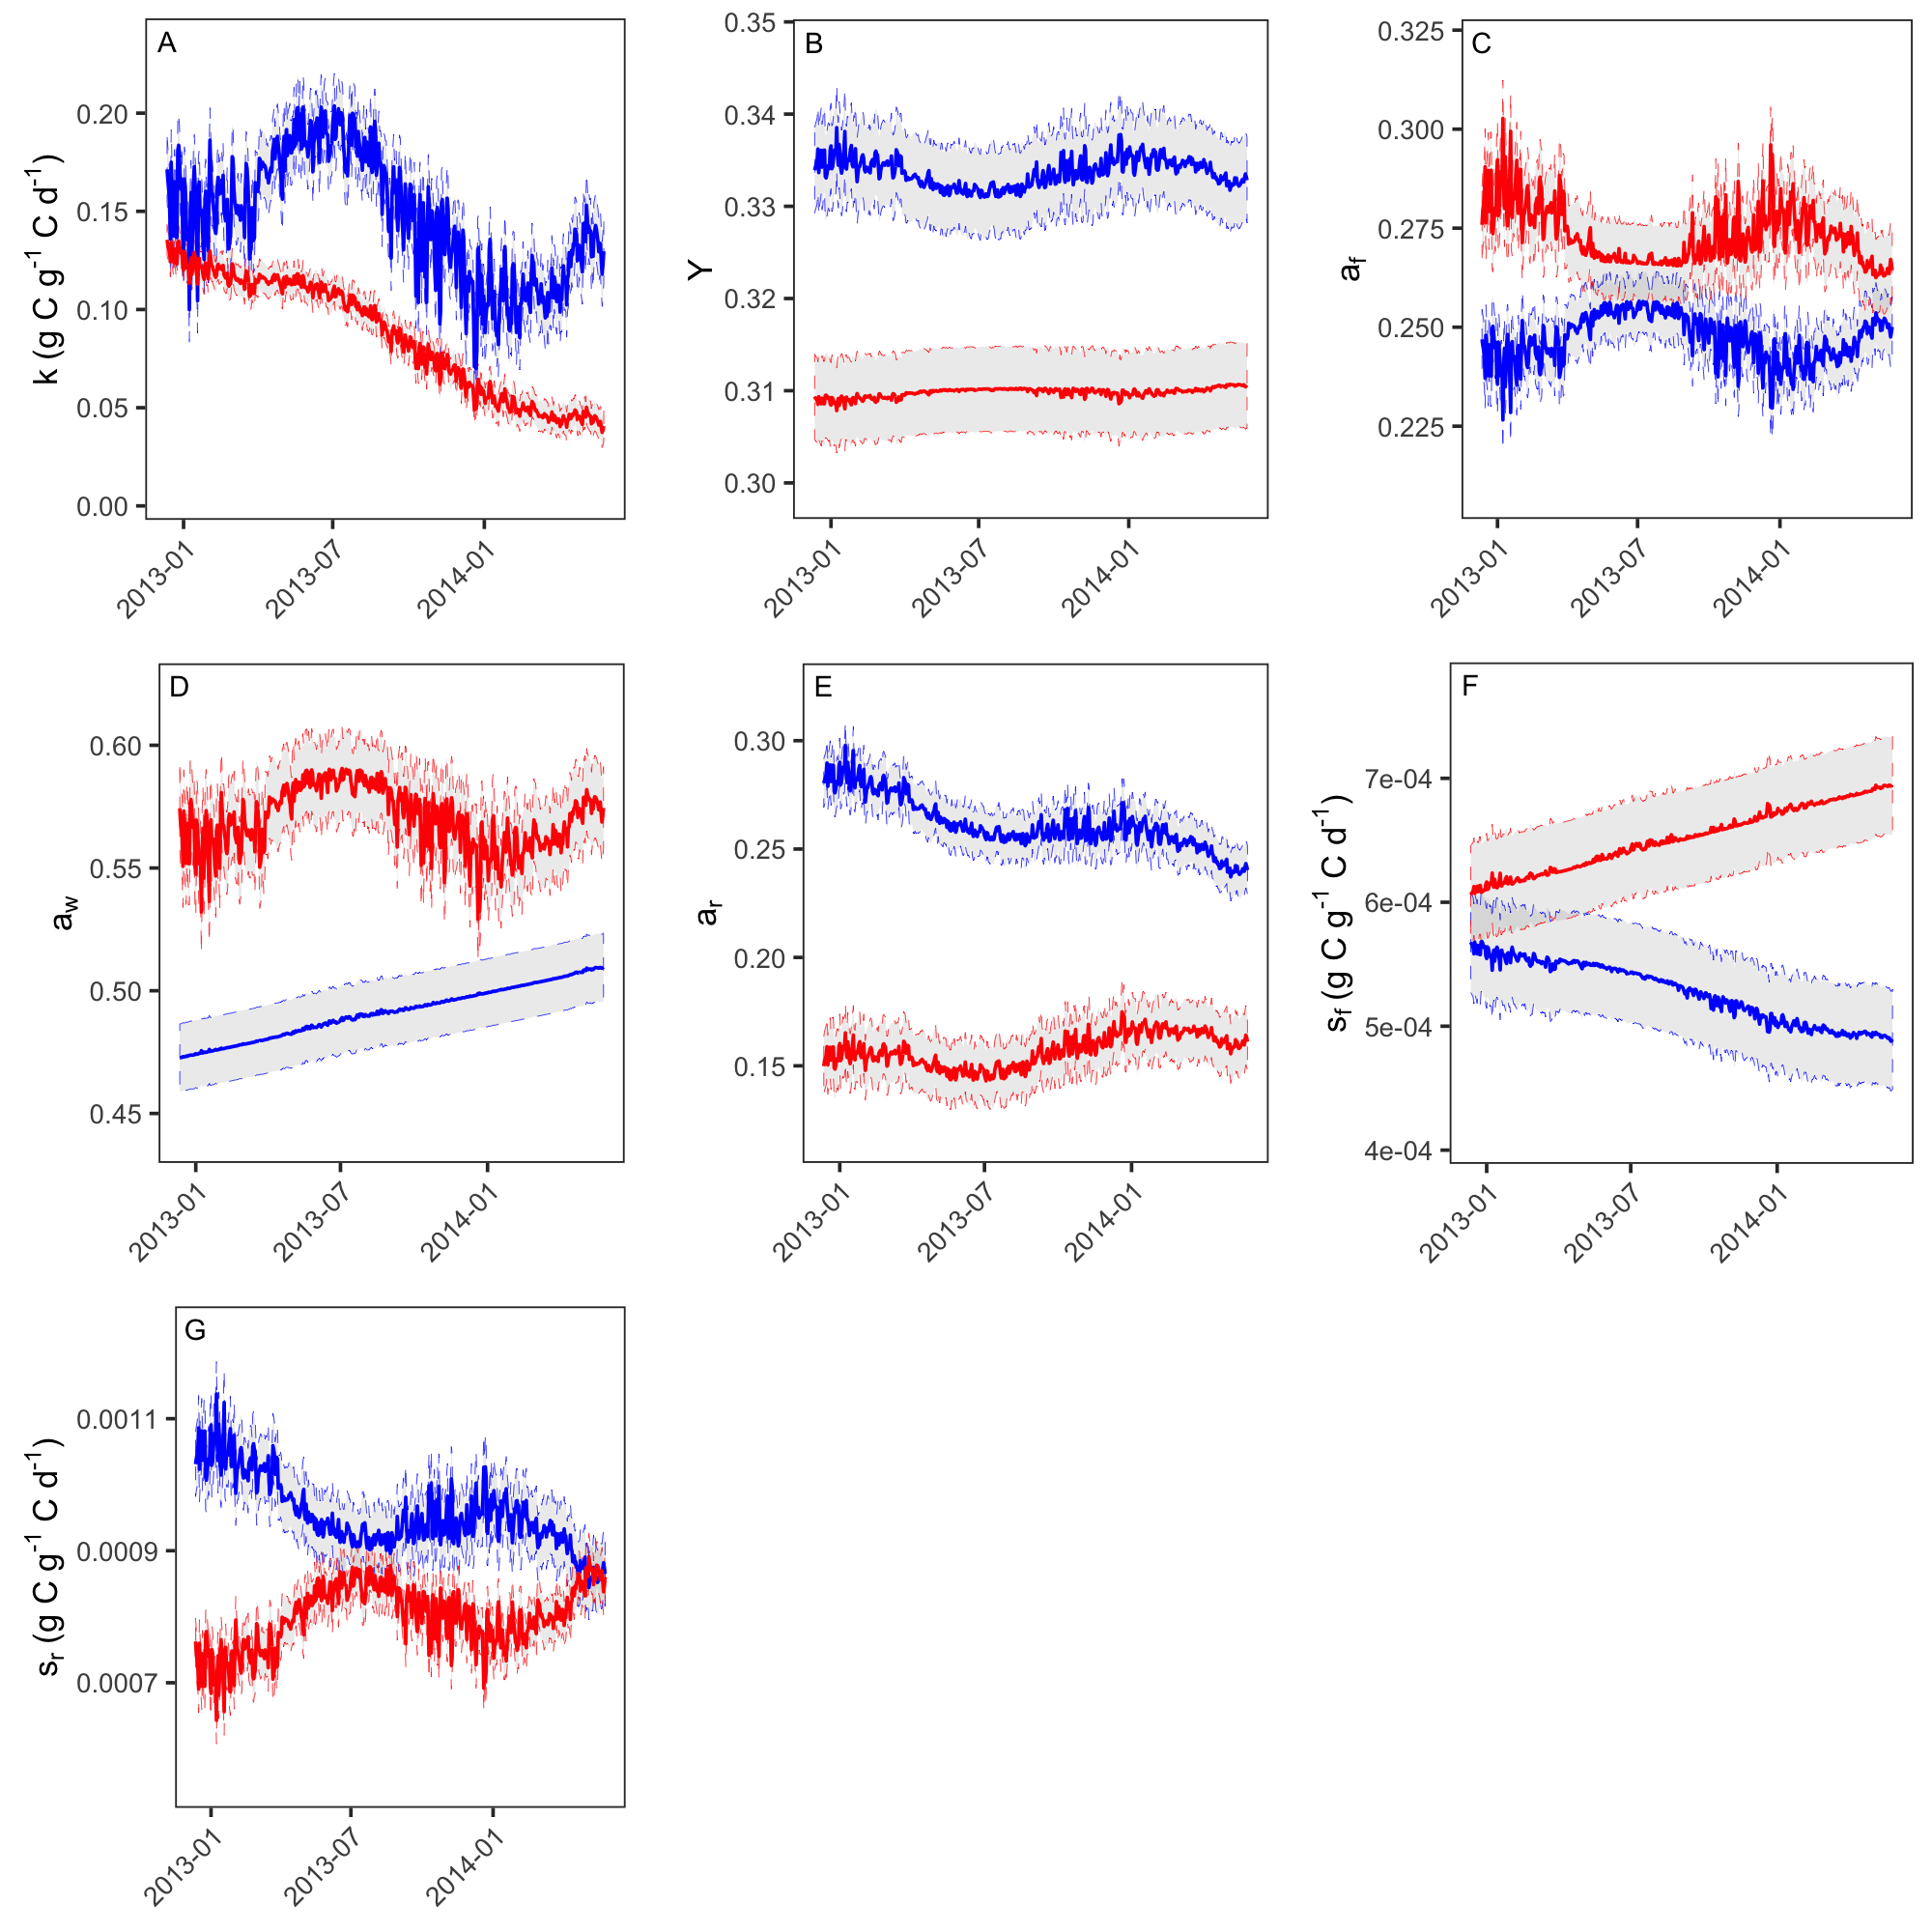 A
k (g C g⁻¹ C d⁻¹)
0.20
0.15
0.10
0.05
0.00
2013-01
2013-07
2014-01
B
Y
0.35
0.34
0.33
0.32
0.31
0.30
2013-01
2013-07
2014-01
C
a_f
0.325
0.300
0.275
0.250
0.225
2013-01
2013-07
2014-01
D
a_w
0.60
0.55
0.50
0.45
2013-01
2013-07
2014-01
E
a_r
0.30
0.25
0.20
0.15
2013-01
2013-07
2014-01
F
s_f (g C g⁻¹ C d⁻¹)
7e-04
6e-04
5e-04
4e-04
2013-01
2013-07
2014-01
G
s_r (g C g⁻¹ C d⁻¹)
0.0011
0.0009
0.0007
2013-01
2013-07
2014-01